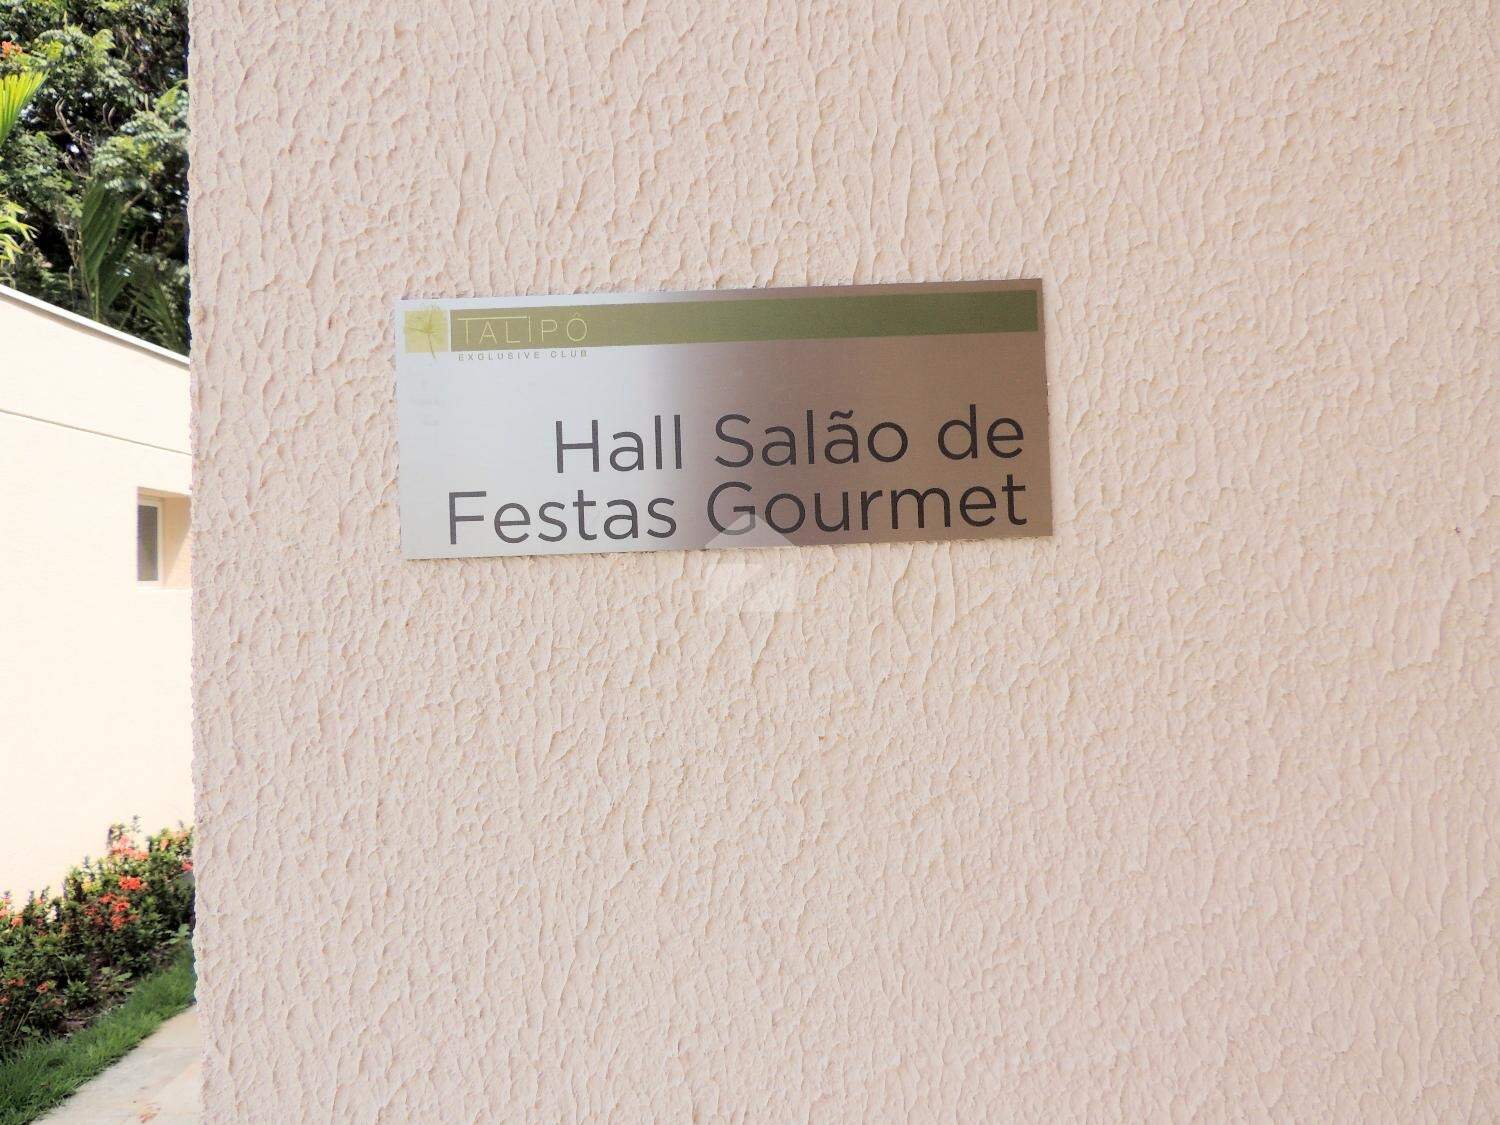 TALIPÔ
EXCLUSIVE CLUB
Hall Salão de
Festas Gourmet